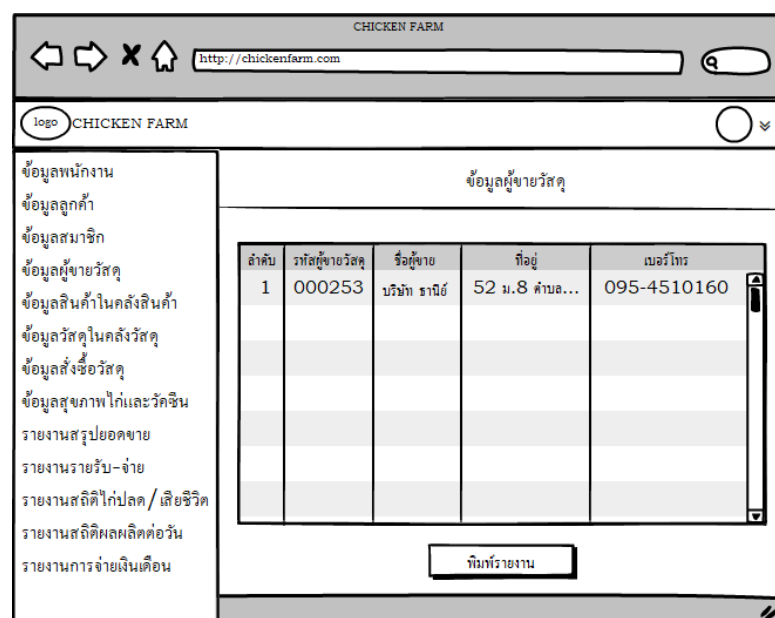 CHICKEN FARM
http://chickenfarm.com
logo CHICKEN FARM
ข้อมูลพนักงาน
ข้อมูลลูกค้า
ข้อมูลสมาชิก
ข้อมูลผู้ขายวัสดุ
ข้อมูลสินค้าในคลังสินค้า
ข้อมูลวัสดุในคลังวัสดุ
ข้อมูลสั่งซื้อวัสดุ
ข้อมูลสุขภาพไก่และวัคซีน
รายงานสรุปยอดขาย
รายงานรายรับ-จ่าย
รายงานสถิติไก่ปลด/เสียชีวิต
รายงานสถิติผลผลิตต่อวัน
รายงานการจ่ายเงินเดือน
ข้อมูลผู้ขายวัสดุ
ลำดับ รหัสผู้ขายวัสดุ ชื่อผู้ขาย ที่อยู่ เบอร์โทร
1 000253 บริษัท ธานีย์ 52 ม.8 ตำบล... 095-4510160
พิมพ์รายงาน